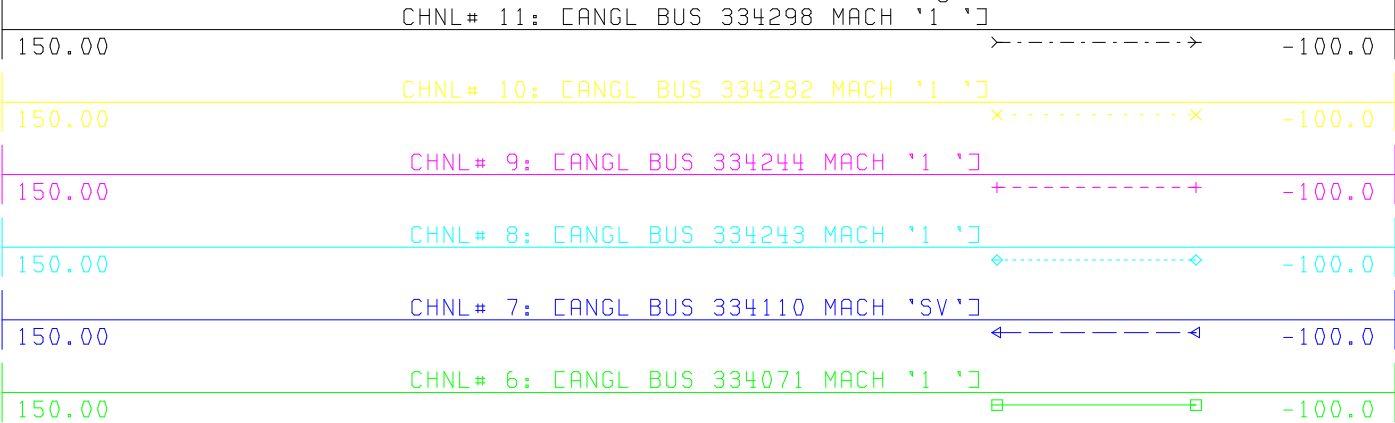 CHNL# 11: [ANGL BUS 334298 MACH '1 ']
150.00 -100.0
CHNL# 10: [ANGL BUS 334282 MACH '1 ']
150.00 -100.0
CHNL# 9: [ANGL BUS 334244 MACH '1 ']
150.00 -100.0
CHNL# 8: [ANGL BUS 334243 MACH '1 ']
150.00 -100.0
CHNL# 7: [ANGL BUS 334110 MACH 'SV']
150.00 -100.0
CHNL# 6: [ANGL BUS 334071 MACH '1 ']
150.00 -100.0